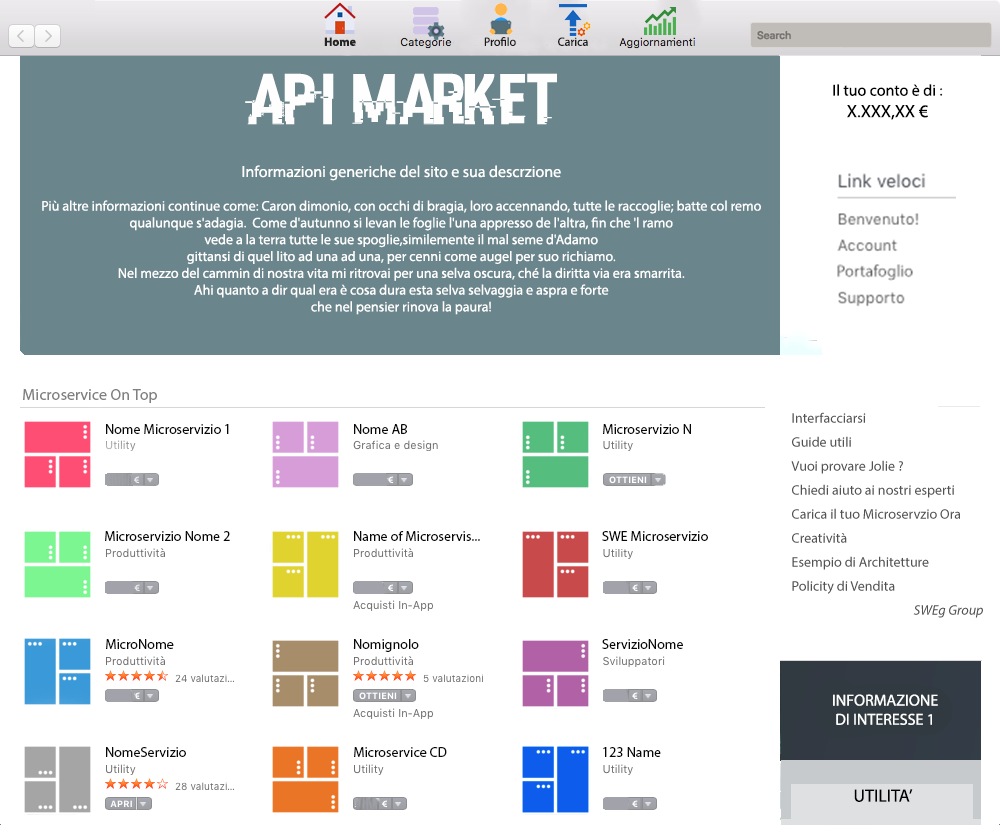 Home
Categorie
Profilo
Carica
Aggiornamenti
Search
API MARKET
Informazioni generiche del sito e sua descrzione
Più altre informazioni continue come: Caron dimonio, con occhi di bragia, loro accennando, tutte le raccoglie; batte col remo
qualunque s'adagia. Come d'autunno si levan le foglie l'una appresso de l'altra, fin che 'l ramo
vede a la terra tutte le sue spoglie,similemente il mal seme d'Adamo
gittansi di quel lito ad una ad una, per cenni come augel per suo richiamo.
Nel mezzo del cammin di nostra vita mi ritrovai per una selva oscura, ché la diritta via era smarrita.
Ahi quanto a dir qual era è cosa dura esta selva selvaggia e aspra e forte
che nel pensier rinova la paura!
Il tuo conto è di :
X.XXX,XX €
Link veloci
Benvenuto!
Account
Portafoglio
Supporto
Microservice On Top
Nome Microservizio 1
Utility
€
Nome AB
Grafica e design
€
Microservizio N
Utility
OTTIENI
Microservizio Nome 2
Produttività
€
Name of Microservis...
Produttività
€
Acquisti In-App
SWE Microservizio
Utility
€
MicroNome
Produttività
24 valutazi...
€
Nomignolo
Produttività
5 valutazioni
OTTIENI
Acquisti In-App
ServizioNome
Sviluppatori
€
NomeServizio
Utility
28 valutazi...
APRI
Microservice CD
Utility
€
123 Name
Utility
€
Interfacciarsi
Guide utili
Vuoi provare Jolie ?
Chiedi aiuto ai nostri esperti
Carica il tuo Microservzio Ora
Creatività
Esempio di Architetture
Policity di Vendita
SWEg Group
INFORMAZIONE
DI INTERESSE 1
UTILITA'